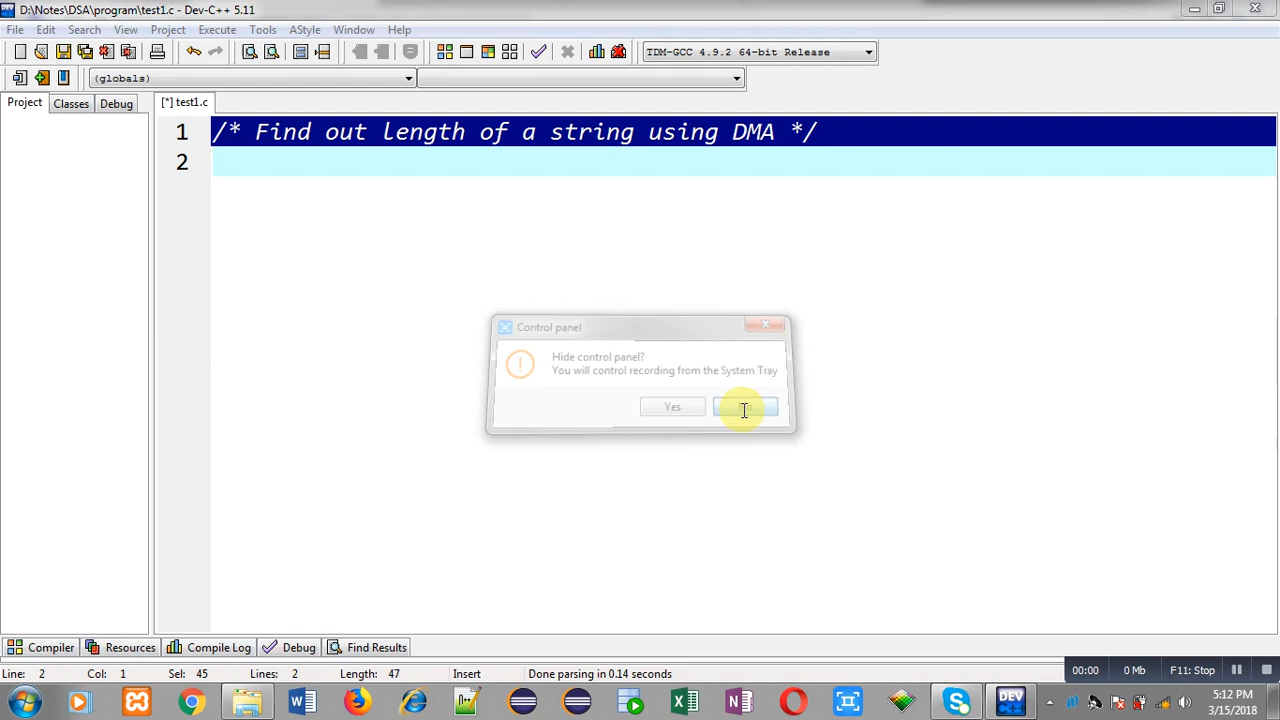 D:\Notes\DSA\program\test1.c - Dev-C++ 5.11
File Edit Search View Project Execute Tools AStyle Window Help
TDM-GCC 4.9.2 64-bit Release
(globals)
Project Classes Debug [*] test1.c
1 /* Find out length of a string using DMA */
2
Control panel
Hide control panel?
You will control recording from the System Tray
Yes
Compiler Resources Compile Log Debug Find Results
Line: 2 Col: 1 Sel: 45 Lines: 2 Length: 47 Insert Done parsing in 0.14 seconds
00:00 0 Mb F11: Stop
DEV
5:12 PM
3/15/2018